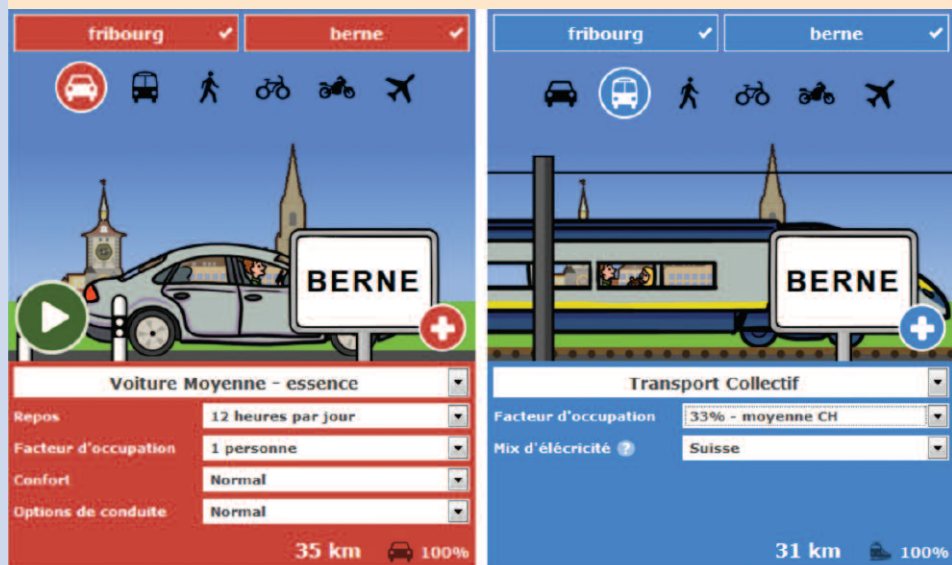 fribourg berne
BERNE
Voiture Moyenne - essence
Repos 12 heures par jour
Facteur d'occupation 1 personne
Confort Normal
Options de conduite Normal
35 km 100%
fribourg berne
BERNE
Transport Collectif
Facteur d'occupation 33% - moyenne CH
Mix d'élécricité ? Suisse
31 km 100%